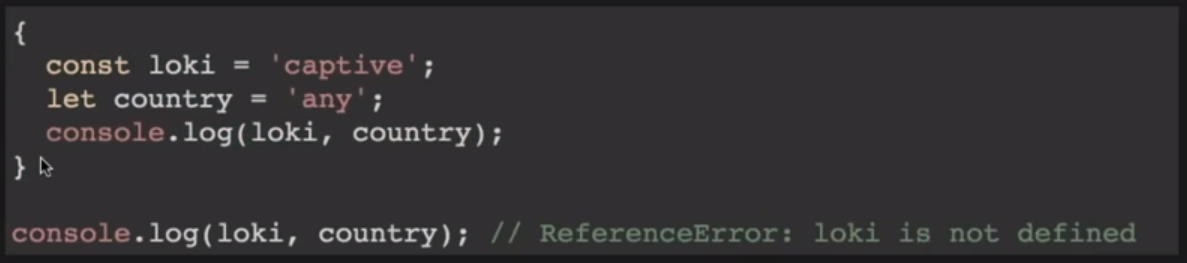 {
  const loki = 'captive';
  let country = 'any';
  console.log(loki, country);
}
console.log(loki, country); // ReferenceError: loki is not defined